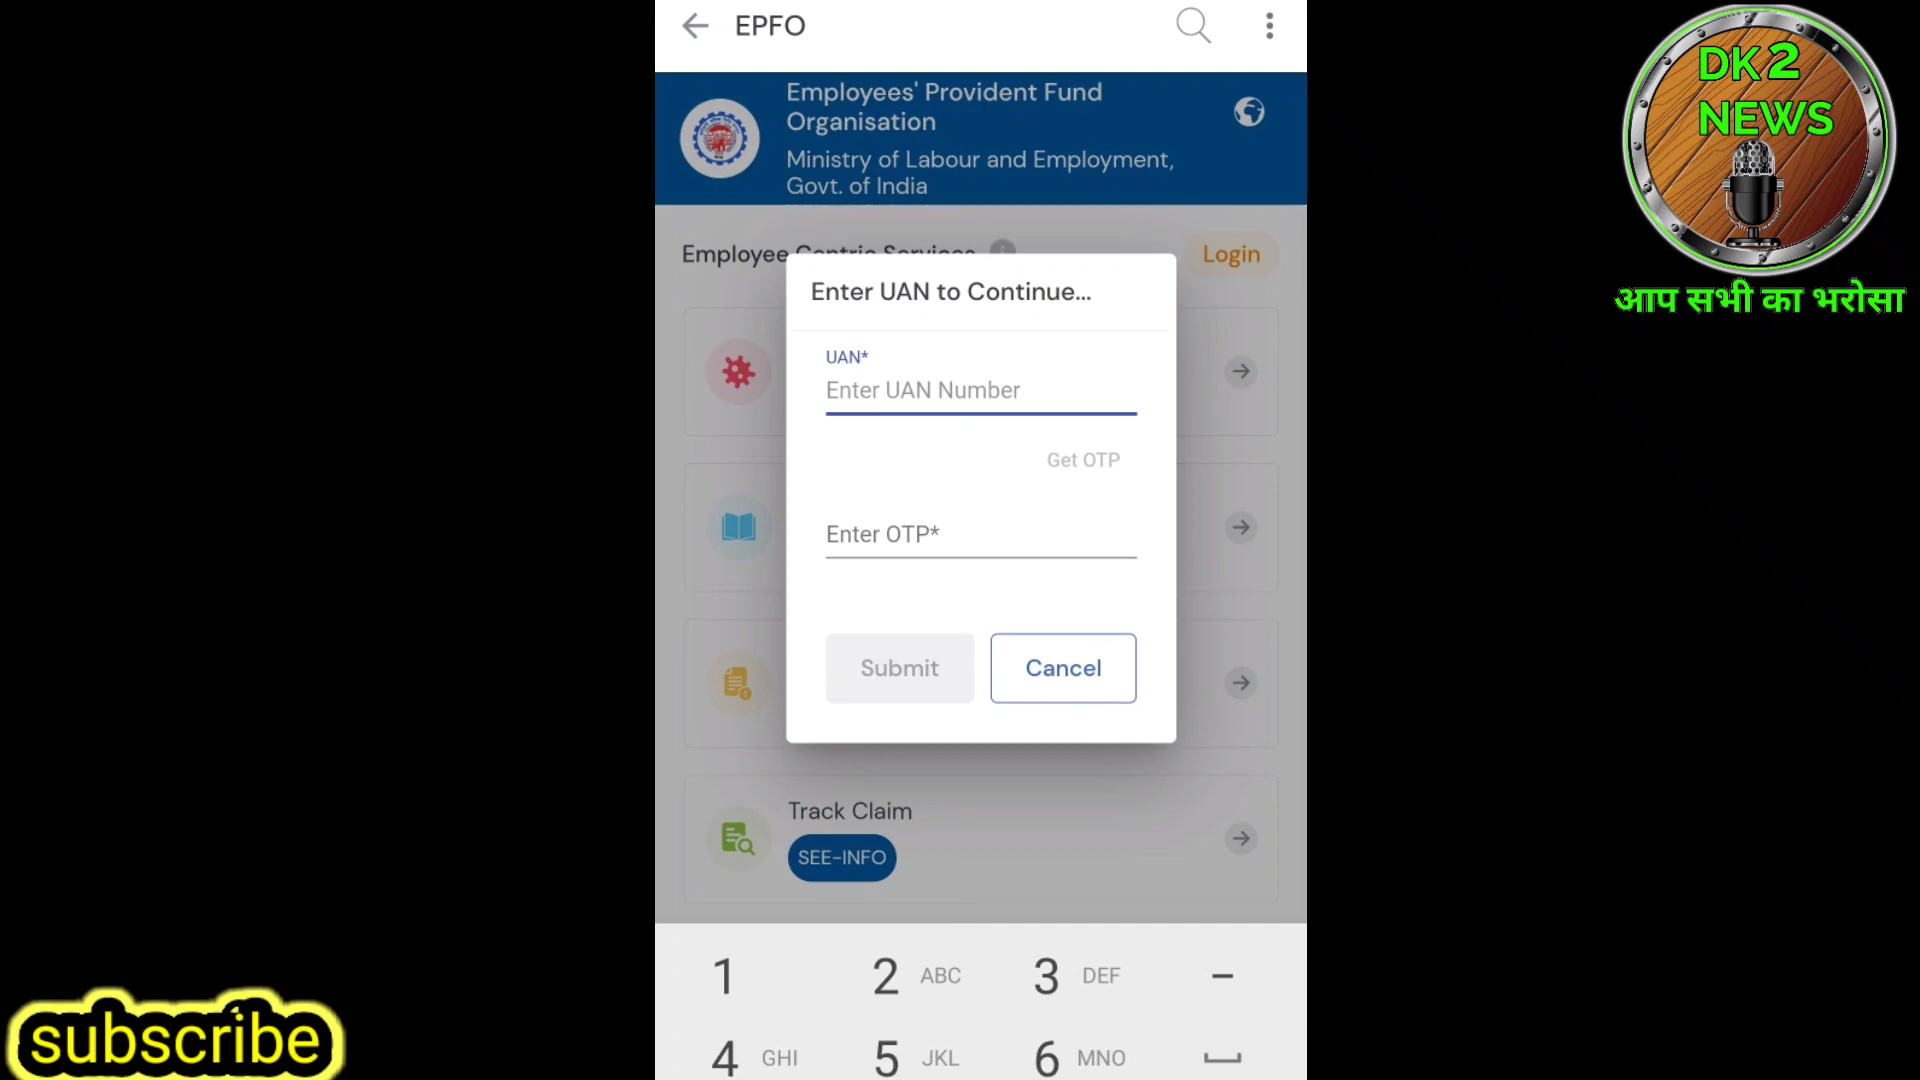 EPFO
Employees' Provident Fund
Organisation
Ministry of Labour and Employment,
Govt. of India
Employee Centric Services
Login
Enter UAN to Continue...
UAN*
Enter UAN Number
Get OTP
Enter OTP*
Submit
Cancel
Track Claim
SEE-INFO
1
2 ABC
3 DEF
-
4 GHI
5 JKL
6 MNO
DK2
NEWS
आप सभी का भरोसा
subscribe